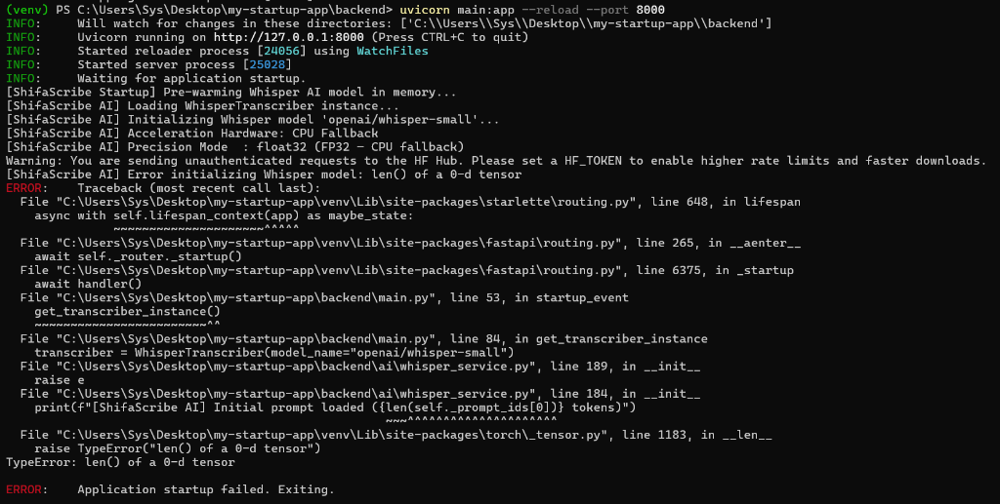 (venv) PS C:\Users\Sys\Desktop\my-startup-app\backend> uvicorn main:app --reload --port 8000
INFO:     Will watch for changes in these directories: ['C:\\Users\\Sys\\Desktop\\my-startup-app\\backend']
INFO:     Uvicorn running on http://127.0.0.1:8000 (Press CTRL+C to quit)
INFO:     Started reloader process [24056] using WatchFiles
INFO:     Started server process [25028]
INFO:     Waiting for application startup.
[ShifaScribe Startup] Pre-warming Whisper AI model in memory...
[ShifaScribe AI] Loading WhisperTranscriber instance...
[ShifaScribe AI] Initializing Whisper model 'openai/whisper-small'...
[ShifaScribe AI] Acceleration Hardware: CPU Fallback
[ShifaScribe AI] Precision Mode  : float32 (FP32 - CPU fallback)
Warning: You are sending unauthenticated requests to the HF Hub. Please set a HF_TOKEN to enable higher rate limits and faster downloads.
[ShifaScribe AI] Error initializing Whisper model: len() of a 0-d tensor
ERROR:    Traceback (most recent call last):
  File "C:\Users\Sys\Desktop\my-startup-app\venv\Lib\site-packages\starlette\routing.py", line 648, in lifespan
    async with self.lifespan_context(app) as maybe_state:
               ~~~~~~~~~~~~~~~~~~~~~^^^^^
  File "C:\Users\Sys\Desktop\my-startup-app\venv\Lib\site-packages\fastapi\routing.py", line 265, in __aenter__
    await self._router._startup()
  File "C:\Users\Sys\Desktop\my-startup-app\venv\Lib\site-packages\fastapi\routing.py", line 6375, in _startup
    await handler()
  File "C:\Users\Sys\Desktop\my-startup-app\backend\main.py", line 53, in startup_event
    get_transcriber_instance()
    ~~~~~~~~~~~~~~~~~~~~~~~~^^
  File "C:\Users\Sys\Desktop\my-startup-app\backend\main.py", line 84, in get_transcriber_instance
    transcriber = WhisperTranscriber(model_name="openai/whisper-small")
  File "C:\Users\Sys\Desktop\my-startup-app\backend\ai\whisper_service.py", line 189, in __init__
    raise e
  File "C:\Users\Sys\Desktop\my-startup-app\backend\ai\whisper_service.py", line 184, in __init__
    print(f"[ShifaScribe AI] Initial prompt loaded ({len(self._prompt_ids[0])} tokens)")
                                                     ~~~^^^^^^^^^^^^^^^^^^^^^
  File "C:\Users\Sys\Desktop\my-startup-app\venv\Lib\site-packages\torch\_tensor.py", line 1183, in __len__
    raise TypeError("len() of a 0-d tensor")
TypeError: len() of a 0-d tensor
ERROR:    Application startup failed. Exiting.